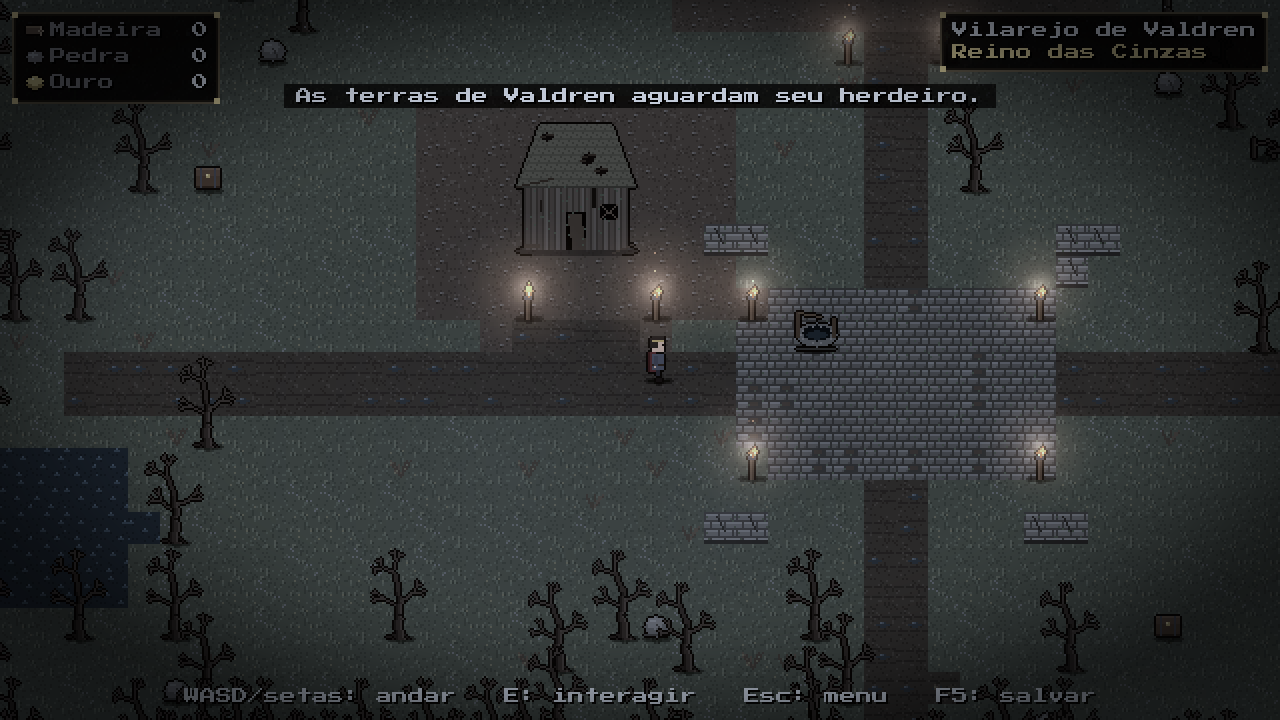 Madeira 0
Pedra 0
Ouro 0
Vilarejo de Valdren
Reino das Cinzas
As terras de Valdren aguardam seu herdeiro.
WASD/setas: andar E: interagir Esc: menu F5: salvar